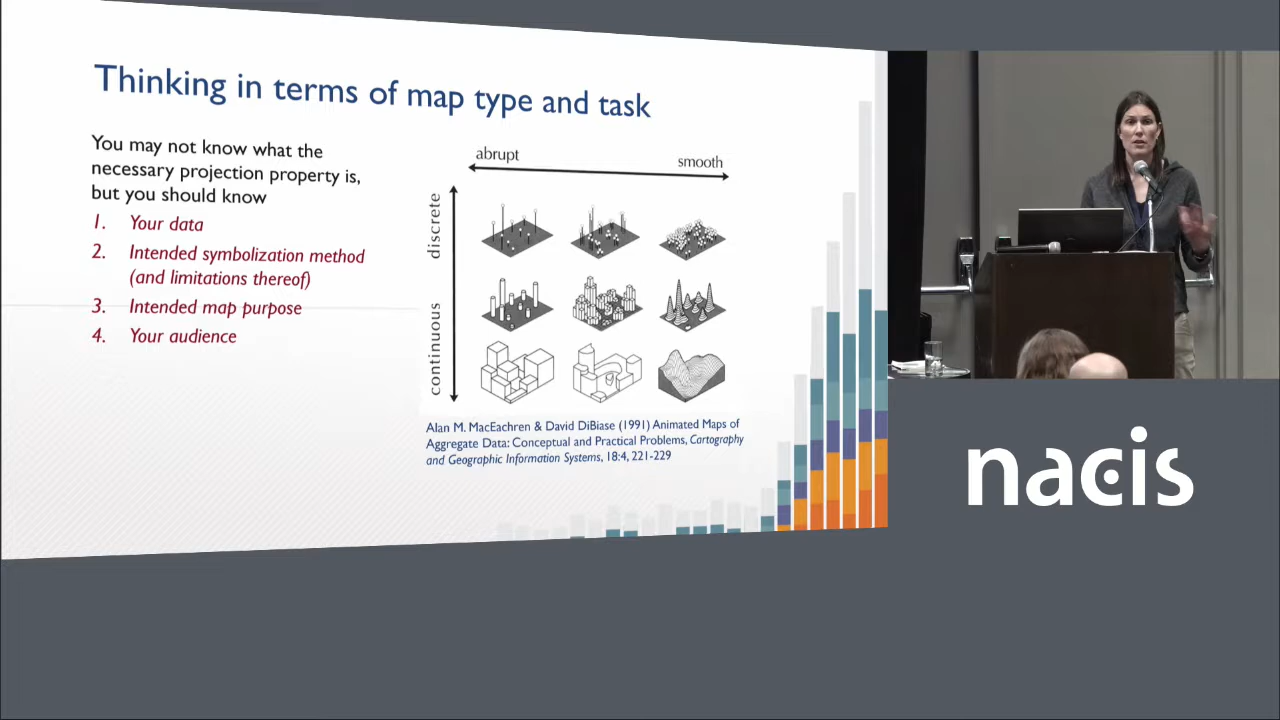 Thinking in terms of map type and task
You may not know what the
necessary projection property is,
but you should know
1. Your data
2. Intended symbolization method
(and limitations thereof)
3. Intended map purpose
4. Your audience
abrupt
smooth
discrete
continuous
Alan M. MacEachren & David DiBiase (1991) Animated Maps of
Aggregate Data: Conceptual and Practical Problems, Cartography
and Geographic Information Systems, 18:4, 221-229
nacis